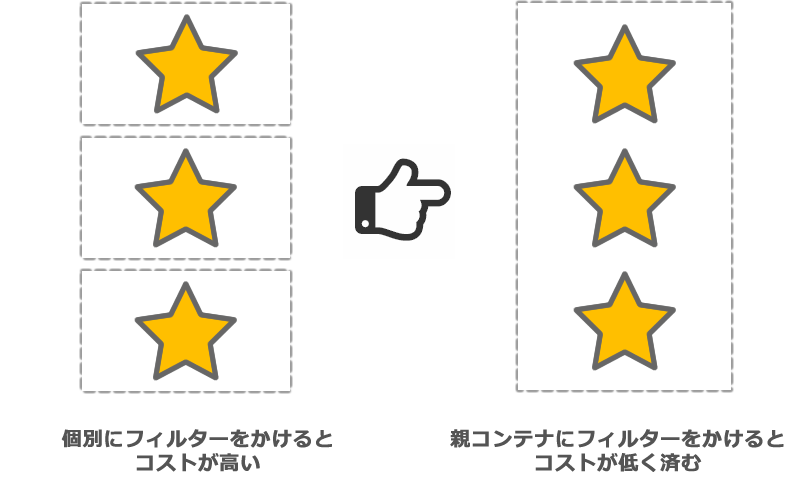 個別にフィルターをかけると
コストが高い
親コンテナにフィルターをかけると
コストが低く済む